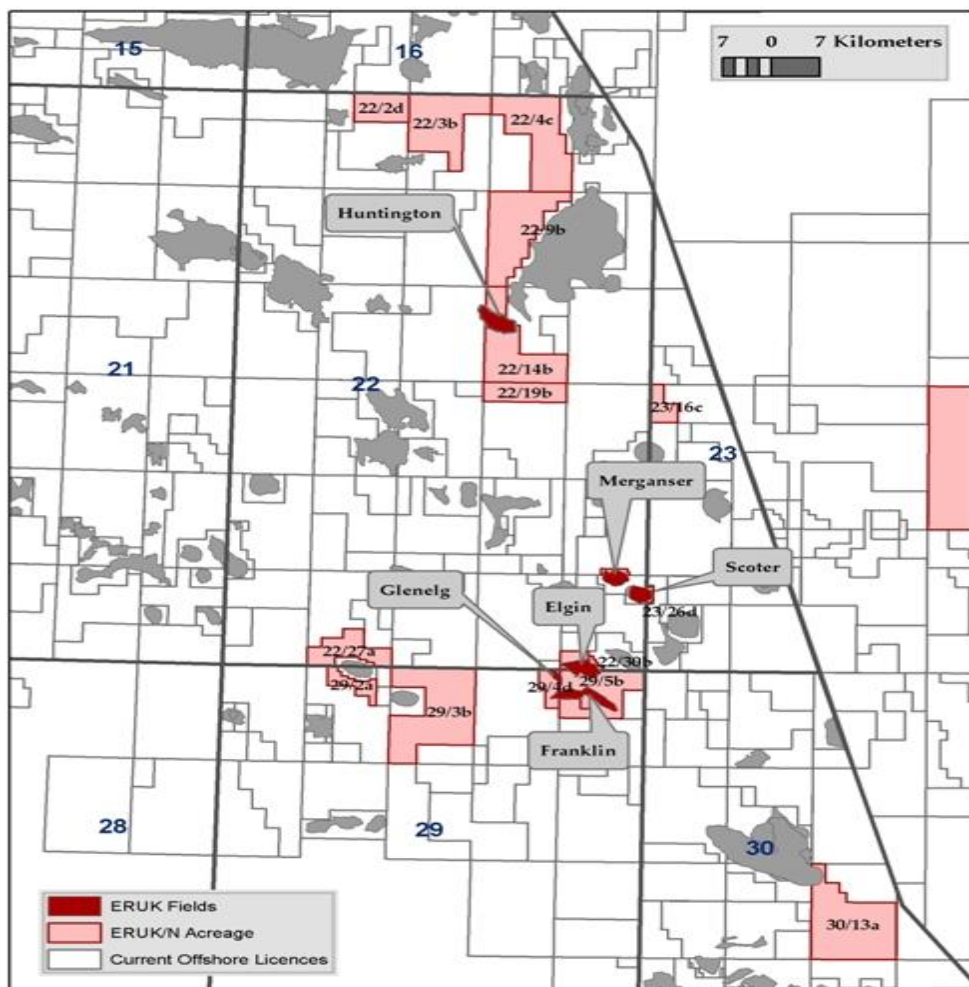 15
16
7 0 7 Kilometers
22/2d
22/3b
22/4c
Huntington
22/9b
21
22
22/14b
22/19b
23/16c
23
Merganser
Glenelg
Elgin
Scoter
23/26d
22/27a
22/30b
29/2a
29/3b
29/4d
29/5b
Franklin
28
29
30
30/13a
ERUK Fields
ERUK/N Acreage
Current Offshore Licences